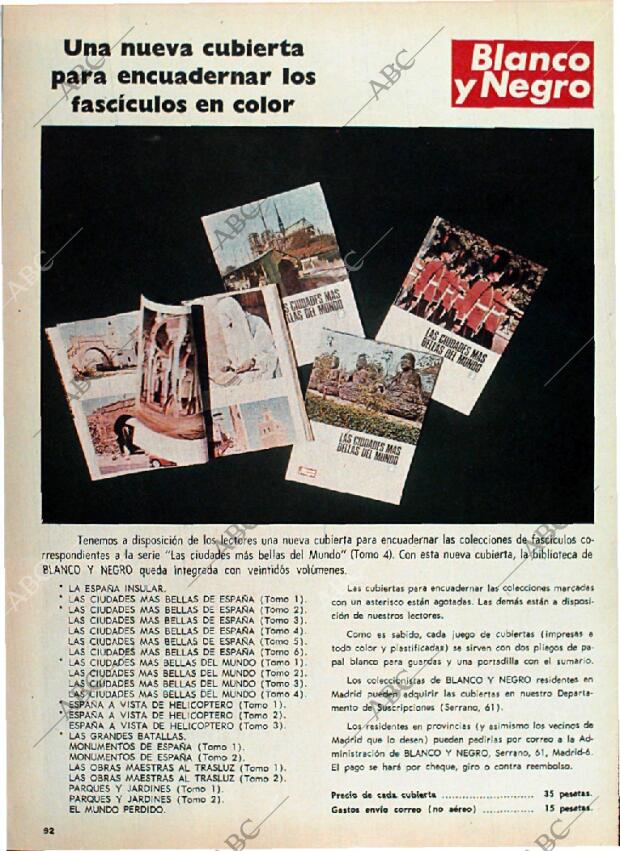 Una nueva cubierta
para encuadernar los
fascículos en color
Blanco
y Negro
LAS CIUDADES MAS
BELLAS DEL MUNDO
LAS CIUDADES MAS
BELLAS DEL MUNDO
LAS CIUDADES MAS
BELLAS DEL MUNDO
Tenemos a disposición de los lectores una nueva cubierta para encuadernar las colecciones de fascículos co-
rrespondientes a la serie "Las ciudades más bellas del Mundo" (Tomo 4). Con esta nueva cubierta, la biblioteca de
BLANCO Y NEGRO queda integrada con veintidós volúmenes.
* LA ESPAÑA INSULAR.
* LAS CIUDADES MAS BELLAS DE ESPAÑA (Tomo 1).
* LAS CIUDADES MAS BELLAS DE ESPAÑA (Tomo 2).
LAS CIUDADES MAS BELLAS DE ESPAÑA (Tomo 3).
LAS CIUDADES MAS BELLAS DE ESPAÑA (Tomo 4).
LAS CIUDADES MAS BELLAS DE ESPAÑA (Tomo 5).
LAS CIUDADES MAS BELLAS DE ESPAÑA (Tomo 6).
* LAS CIUDADES MAS BELLAS DEL MUNDO (Tomo 1).
LAS CIUDADES MAS BELLAS DEL MUNDO (Tomo 2).
LAS CIUDADES MAS BELLAS DEL MUNDO (Tomo 3).
LAS CIUDADES MAS BELLAS DEL MUNDO (Tomo 4).
ESPAÑA A VISTA DE HELICOPTERO (Tomo 1).
ESPAÑA A VISTA DE HELICOPTERO (Tomo 2).
ESPAÑA A VISTA DE HELICOPTERO (Tomo 3).
* LAS GRANDES BATALLAS.
MONUMENTOS DE ESPAÑA (Tomo 1).
MONUMENTOS DE ESPAÑA (Tomo 2).
LAS OBRAS MAESTRAS AL TRASLUZ (Tomo 1).
LAS OBRAS MAESTRAS AL TRASLUZ (Tomo 2).
PARQUES Y JARDINES (Tomo 1).
PARQUES Y JARDINES (Tomo 2).
EL MUNDO PERDIDO.
Las cubiertas para encuadernar las colecciones marcadas
con un asterisco están agotadas. Las demás están a disposi-
ción de nuestros lectores.
Como es sabido, cada juego de cubiertas (impresas a
todo color y plastificadas) se sirven con dos pliegos de pa-
pal blanco para guardas y una portadilla con el sumario.
Los coleccionistas de BLANCO Y NEGRO residentes en
Madrid pueden adquirir las cubiertas en nuestro Departa-
mento de Suscripciones (Serrano, 61).
Los residentes en provincias (y asimismo los vecinos de
Madrid que lo deseen) pueden pedirlas por correo a la Ad-
ministración de BLANCO Y NEGRO, Serrano, 61, Madrid-6.
El pago se hará por cheque, giro o contra reembolso.
Precio de cada cubierta .................... 35 pesetas.
Gastos envío correo (no aéreo) ............... 15 pesetas.
92